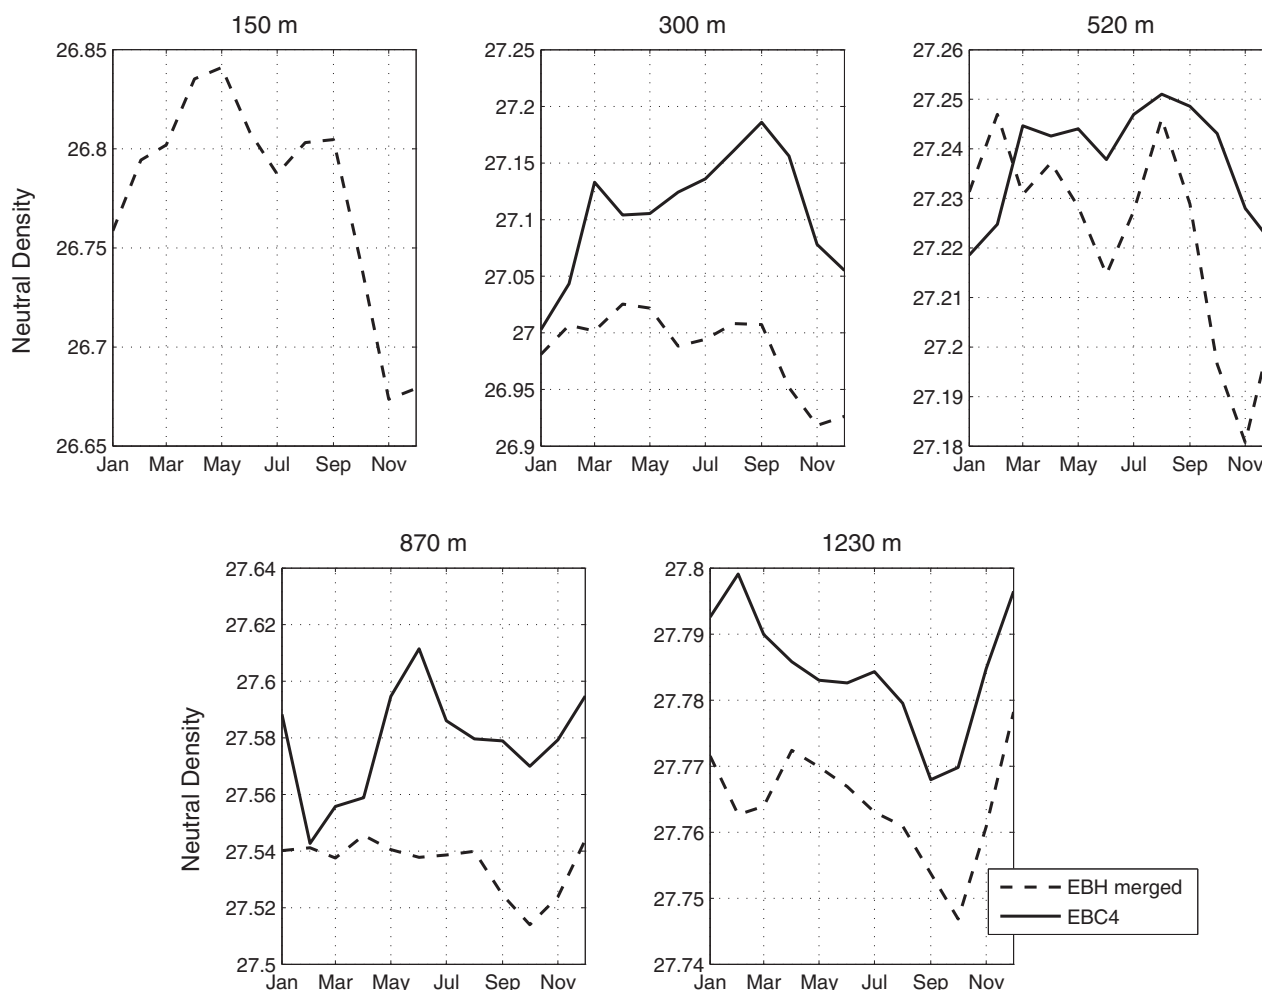 150 m
300 m
520 m
Neutral Density
26.85
26.8
26.75
26.7
26.65
Jan Mar May Jul Sep Nov
27.25
27.2
27.15
27.1
27.05
27
26.95
26.9
Jan Mar May Jul Sep Nov
27.26
27.25
27.24
27.23
27.22
27.21
27.2
27.19
27.18
Jan Mar May Jul Sep Nov
870 m
1230 m
Neutral Density
27.64
27.62
27.6
27.58
27.56
27.54
27.52
27.5
Jan Mar May Jul Sep Nov
27.8
27.79
27.78
27.77
27.76
27.75
27.74
Jan Mar May Jul Sep Nov
EBH merged
EBC4